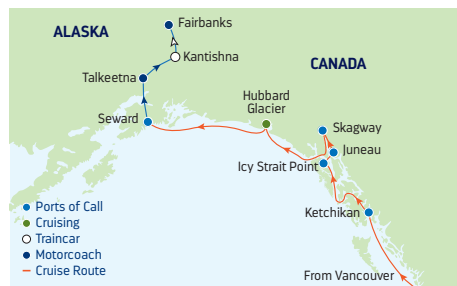 Fairbanks
ALASKA
Kantishna
CANADA
Talkeetna
Hubbard
Glacier
Seward
Skagway
Juneau
Icy Strait Point
Ketchikan
Ports of Call
Cruising
Traincar
Motorcoach
Cruise Route
From Vancouver